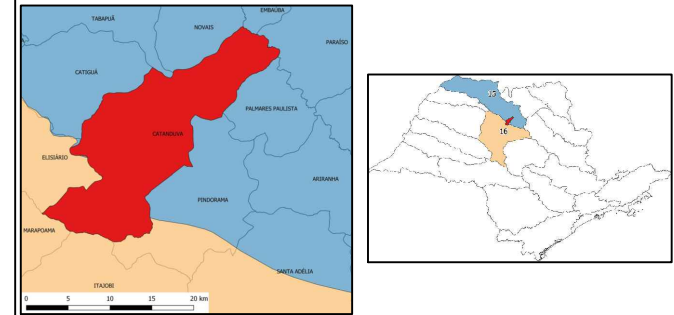 EMBAÚBA
TABAPUÃ
NOVAIS
PARAÍSO
CATIGUÁ
PALMARES PAULISTA
CATANDUVA
ELISIÁRIO
ARIRANHA
PINDORAMA
MARAPOAMA
SANTA ADÉLIA
ITAJOBI
0 5 10 15 20 km
15
16